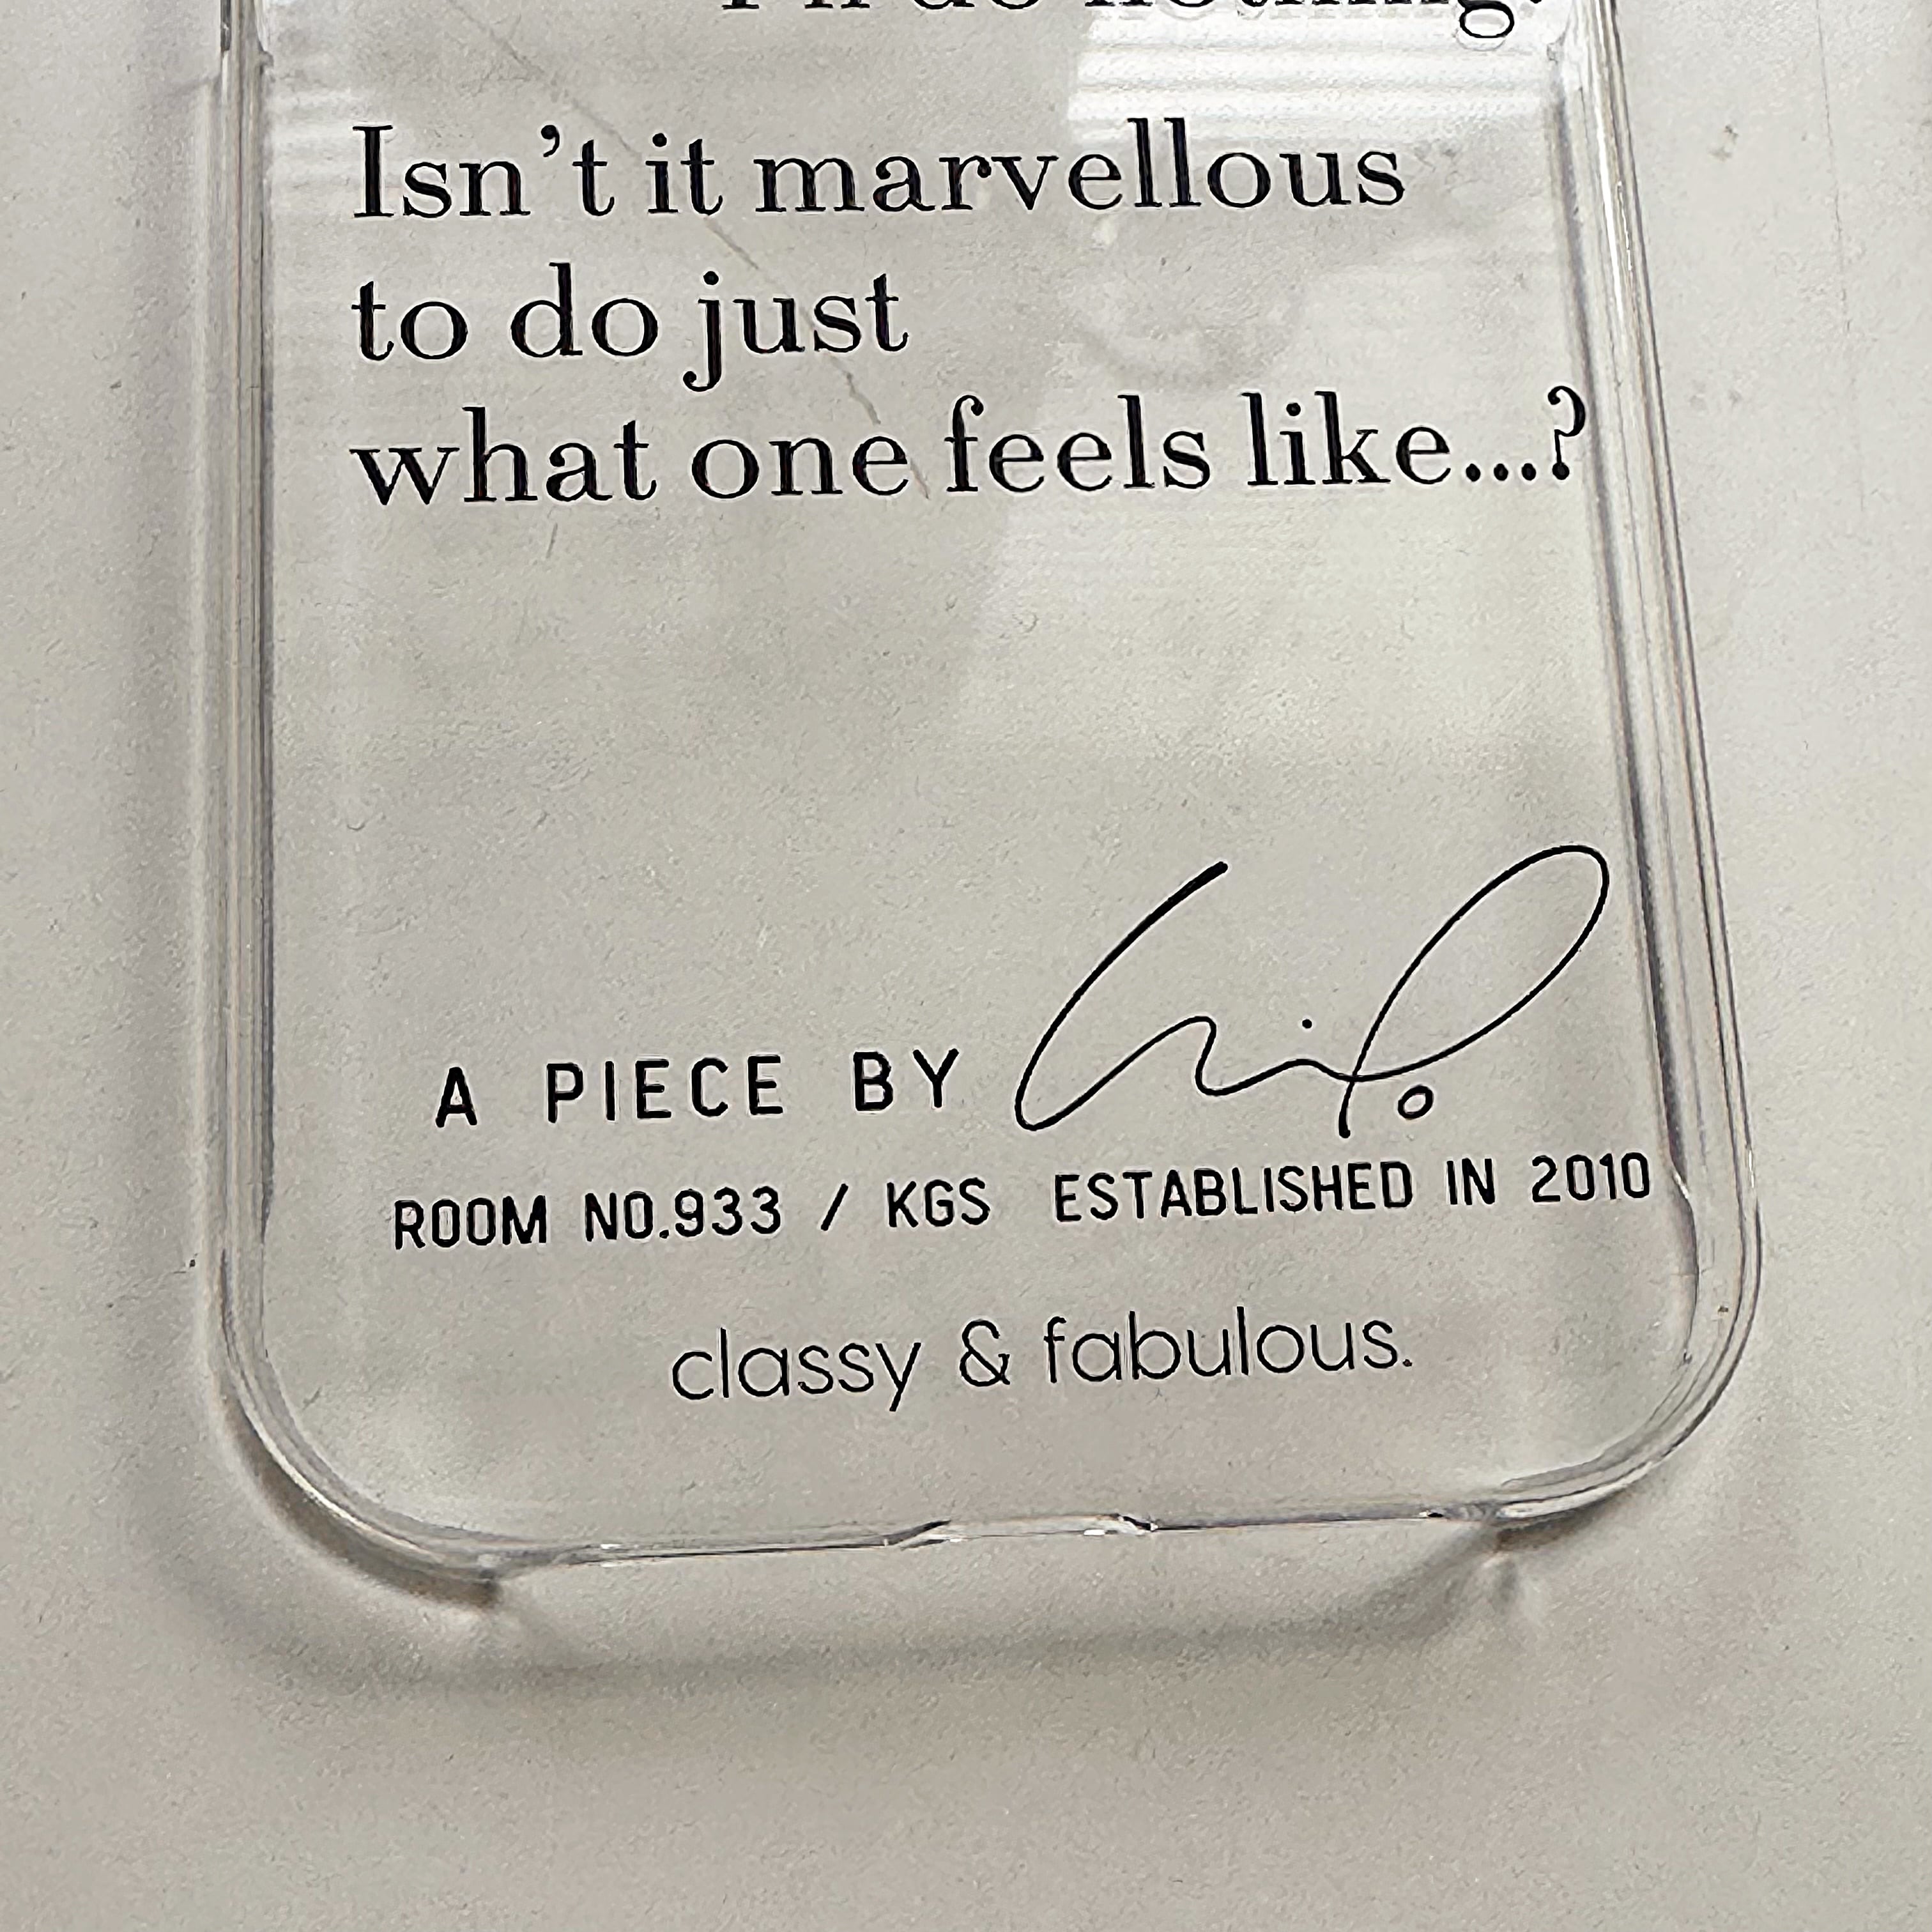 nothing.
Isn't it marvellous
to do just
what one feels like...?
A PIECE BY
ROOM NO.933 / KGS ESTABLISHED IN 2010
classy & fabulous.